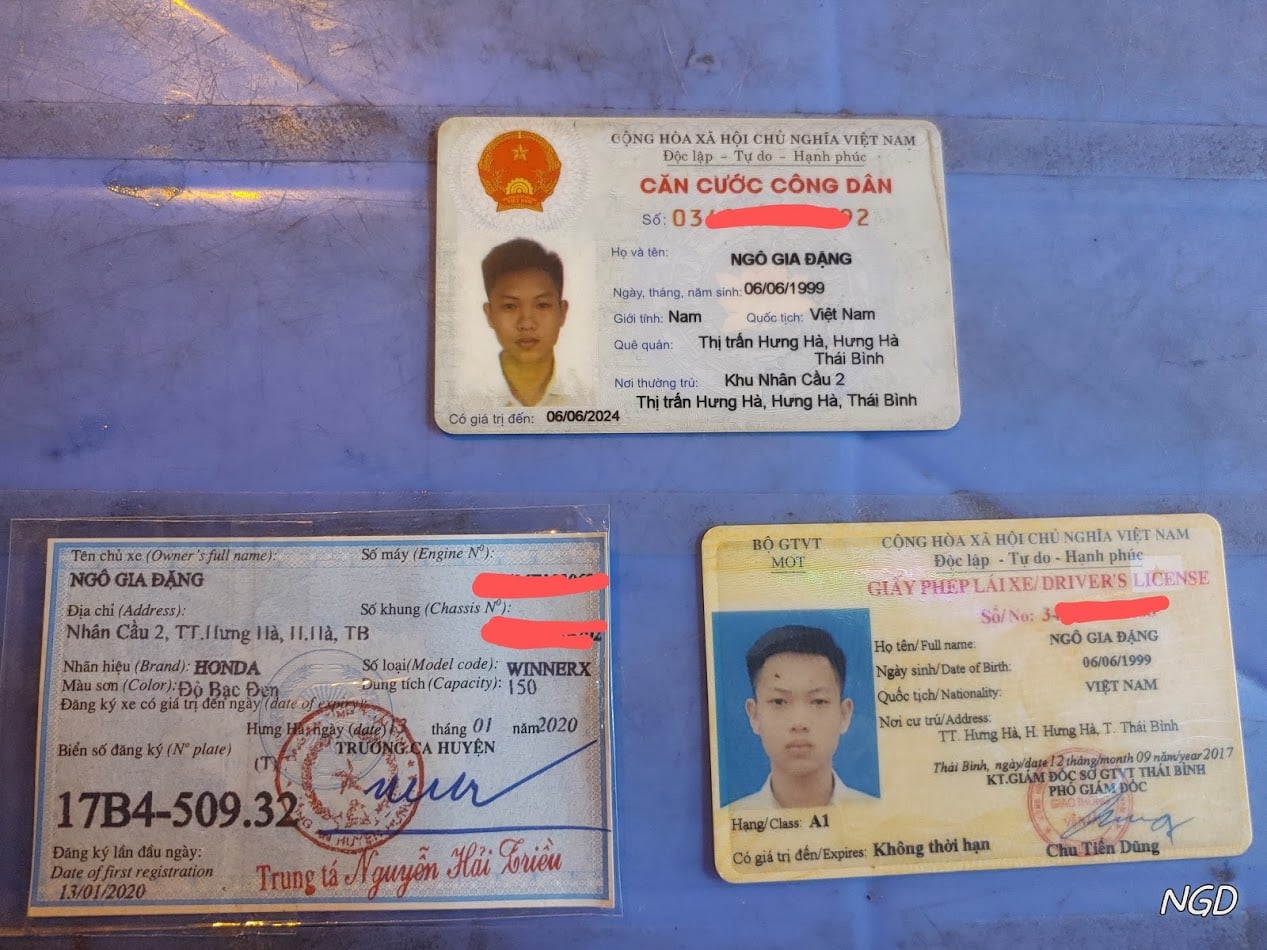 CỘNG HÒA XÃ HỘI CHỦ NGHĨA VIỆT NAM
Độc lập - Tự do - Hạnh phúc
CĂN CƯỚC CÔNG DÂN
Số: 03 92
Họ và tên: NGÔ GIA ĐẶNG
Ngày, tháng, năm sinh: 06/06/1999
Giới tính: Nam Quốc tịch: Việt Nam
Quê quán: Thị trấn Hưng Hà, Hưng Hà
Thái Bình
Nơi thường trú: Khu Nhân Cầu 2
Thị trấn Hưng Hà, Hưng Hà, Thái Bình
Có giá trị đến: 06/06/2024
Tên chủ xe (Owner's full name): Số máy (Engine Nº):
NGÔ GIA ĐẶNG
Địa chỉ (Address): Số khung (Chassis Nº):
Nhân Cầu 2, TT.Hưng Hà, H.Hà, TB
Nhãn hiệu (Brand): HONDA Số loại(Model code): WINNERX
Màu sơn (Color): Đỏ Bạc Đen Dung tích (Capacity): 150
Đăng ký xe có giá trị đến ngày (date of expiry):
Hưng Hà, ngày (date) 13 tháng 01 năm 2020
Biển số đăng ký (Nº plate) TRƯỞNG CA HUYỆN
17B4-509.32
Đăng ký lần đầu ngày:
Date of first registration
13/01/2020
Trung tá Nguyễn Hải Triều
BỘ GTVT
MOT
CỘNG HÒA XÃ HỘI CHỦ NGHĨA VIỆT NAM
Độc lập - Tự do - Hạnh phúc
GIẤY PHÉP LÁI XE/DRIVER'S LICENSE
Số/No: 34
Họ tên/Full name: NGÔ GIA ĐẶNG
Ngày sinh/Date of Birth: 06/06/1999
Quốc tịch/Nationality: VIỆT NAM
Nơi cư trú/Address:
TT. Hưng Hà, H. Hưng Hà, T. Thái Bình
Thái Bình, ngày/date 12 tháng/month 09 năm/year 2017
KT.GIÁM ĐỐC SỞ GTVT THÁI BÌNH
PHÓ GIÁM ĐỐC
Hạng/Class: A1
Có giá trị đến/Expires: Không thời hạn
Chu Tiến Dũng
NGD